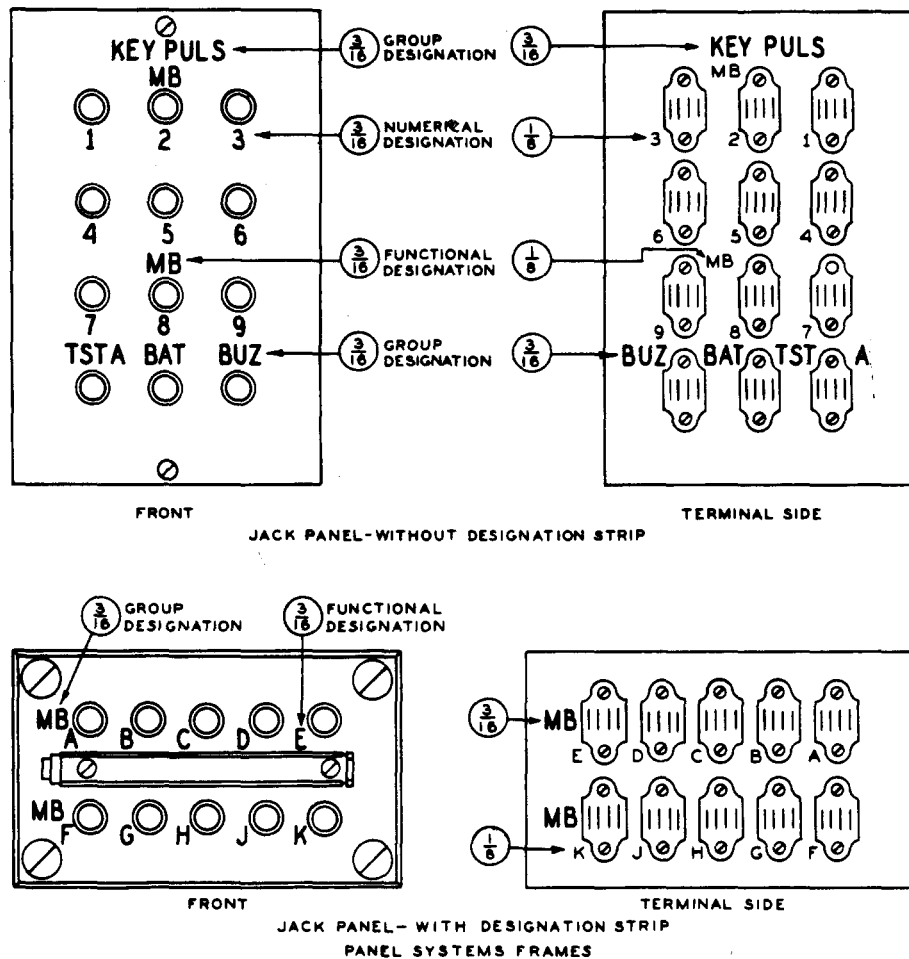 KEY PULS
3/16 GROUP DESIGNATION
MB
1 2 3
3/16 NUMERICAL DESIGNATION
4 5 6
MB
3/16 FUNCTIONAL DESIGNATION
7 8 9
TST A BAT BUZ
3/16 GROUP DESIGNATION
FRONT
3/16 KEY PULS
MB
1/6 3 2 1
6 5 4
1/8 MB
9 8 7
3/16 BUZ BAT TST A
TERMINAL SIDE
JACK PANEL-WITHOUT DESIGNATION STRIP
3/16 GROUP DESIGNATION
3/16 FUNCTIONAL DESIGNATION
MB
A B C D E
MB
F G H J K
FRONT
3/16 MB
E D C B A
MB
1/8 K J H G F
TERMINAL SIDE
JACK PANEL- WITH DESIGNATION STRIP
PANEL SYSTEMS FRAMES